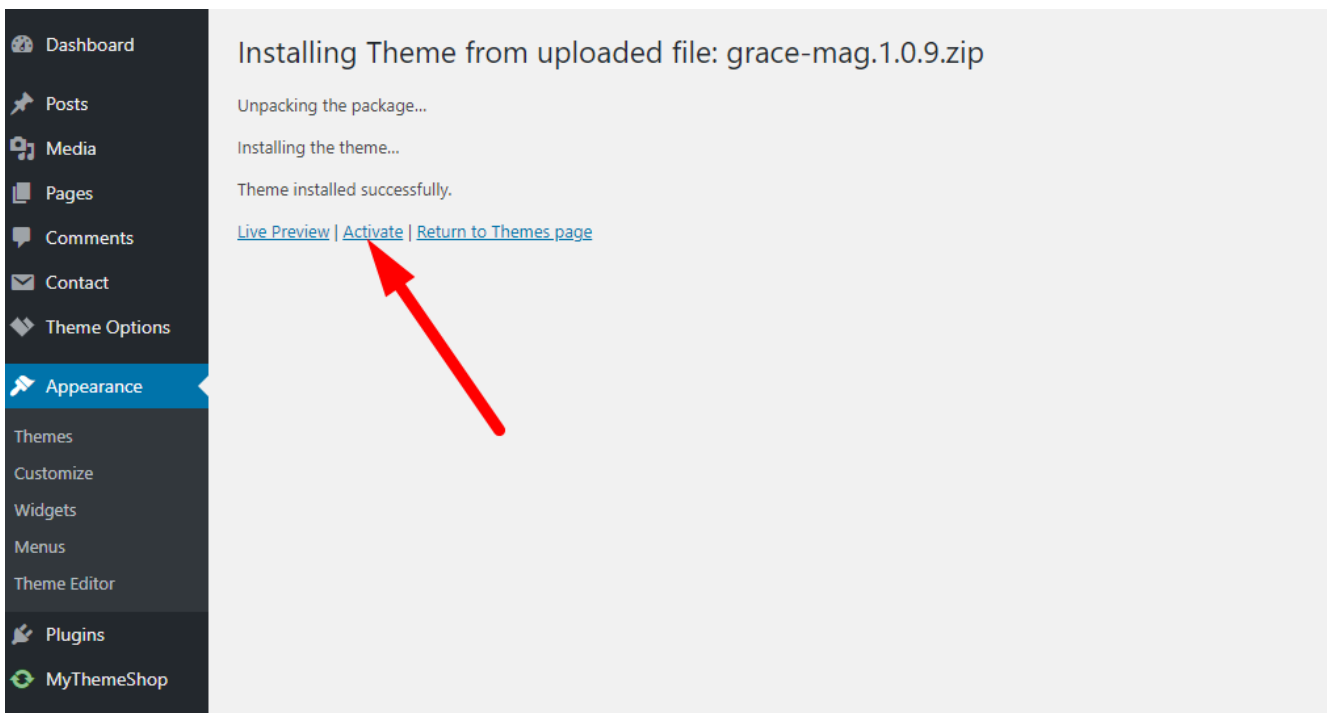 Dashboard
Posts
Media
Pages
Comments
Contact
Theme Options
Appearance
Themes
Customize
Widgets
Menus
Theme Editor
Plugins
MyThemeShop
Installing Theme from uploaded file: grace-mag.1.0.9.zip
Unpacking the package...
Installing the theme...
Theme installed successfully.
Live Preview | Activate | Return to Themes page